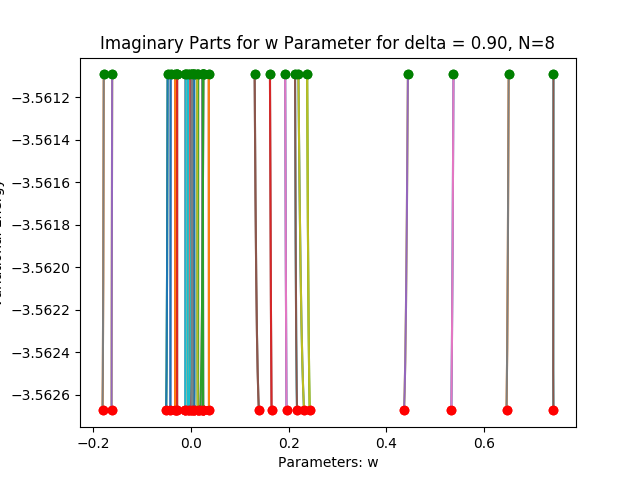 Imaginary Parts for w Parameter for delta = 0.90, N=8
−3.5612
−3.5614
−3.5616
−3.5618
−3.5620
−3.5622
−3.5624
−3.5626
−0.2 0.0 0.2 0.4 0.6
Parameters: w